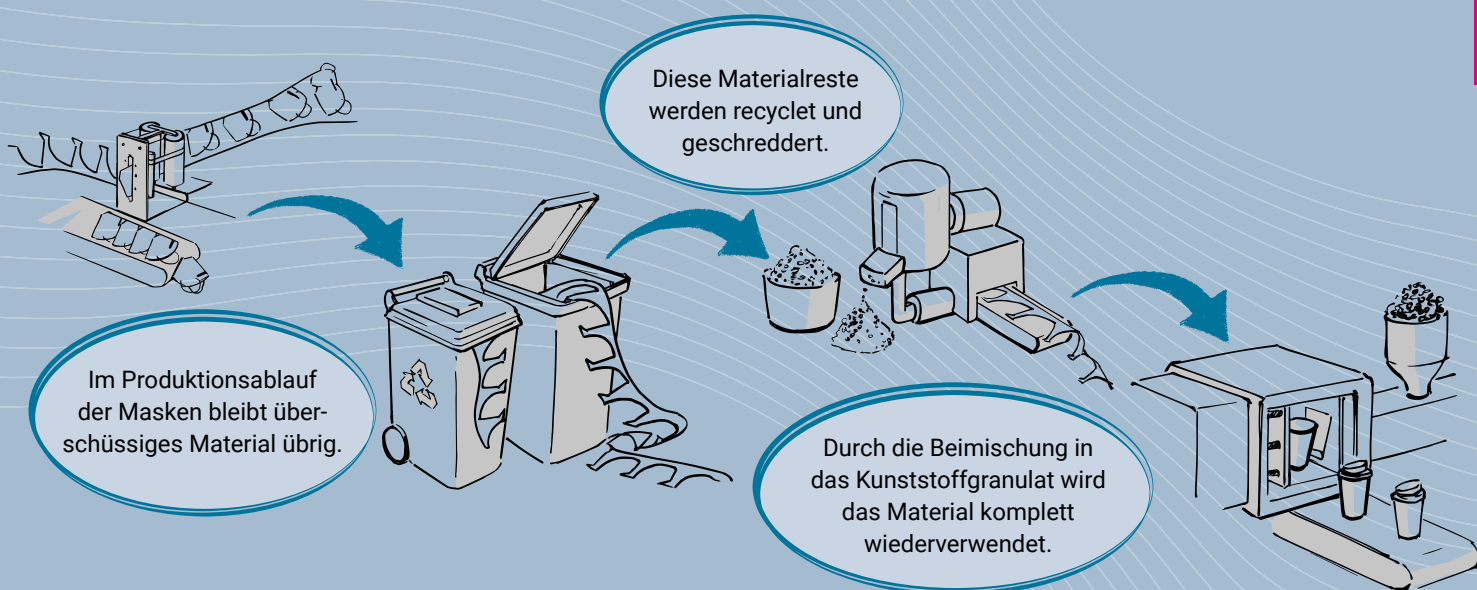 Im Produktionsablauf
der Masken bleibt über-
schüssiges Material übrig.
Diese Materialreste
werden recyclet und
geschreddert.
Durch die Beimischung in
das Kunststoffgranulat wird
das Material komplett
wiederverwendet.